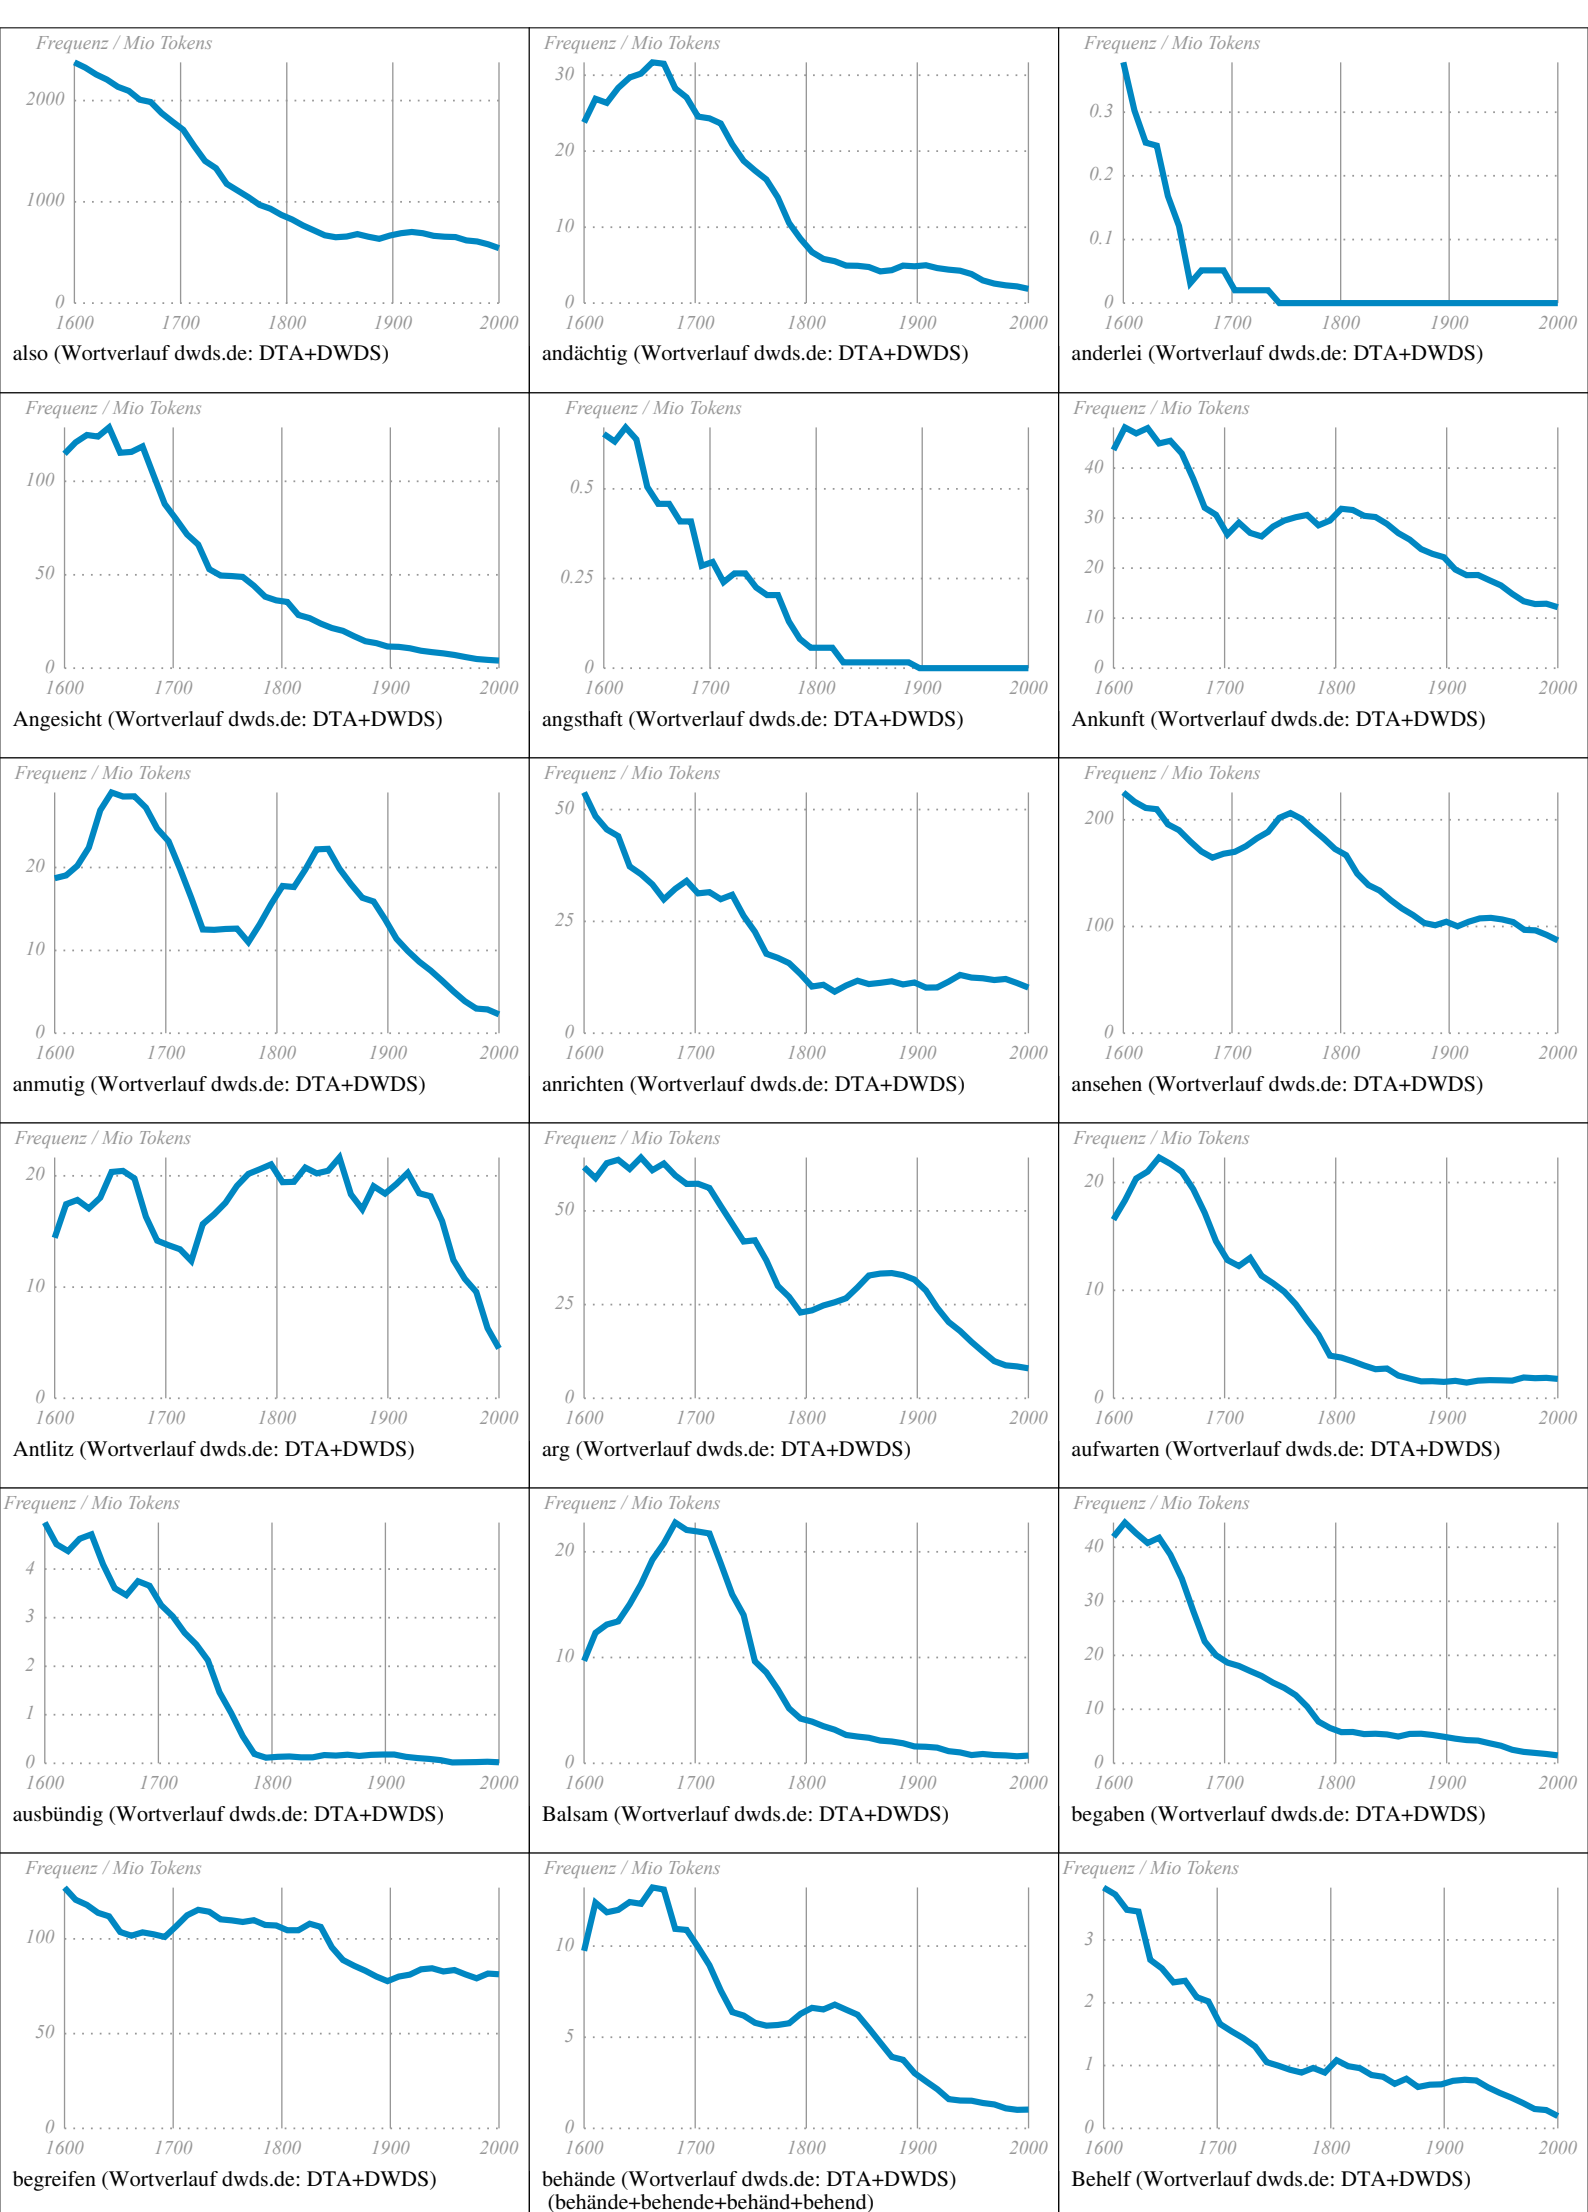 Frequenz / Mio Tokens
2000
1000
0
1600 1700 1800 1900 2000
also (Wortverlauf dwds.de: DTA+DWDS)
Frequenz / Mio Tokens
30
20
10
0
1600 1700 1800 1900 2000
andächtig (Wortverlauf dwds.de: DTA+DWDS)
Frequenz / Mio Tokens
0.3
0.2
0.1
0
1600 1700 1800 1900 2000
anderlei (Wortverlauf dwds.de: DTA+DWDS)
Frequenz / Mio Tokens
100
50
0
1600 1700 1800 1900 2000
Angesicht (Wortverlauf dwds.de: DTA+DWDS)
Frequenz / Mio Tokens
0.5
0.25
0
1600 1700 1800 1900 2000
angsthaft (Wortverlauf dwds.de: DTA+DWDS)
Frequenz / Mio Tokens
40
30
20
10
0
1600 1700 1800 1900 2000
Ankunft (Wortverlauf dwds.de: DTA+DWDS)
Frequenz / Mio Tokens
20
10
0
1600 1700 1800 1900 2000
anmutig (Wortverlauf dwds.de: DTA+DWDS)
Frequenz / Mio Tokens
50
25
0
1600 1700 1800 1900 2000
anrichten (Wortverlauf dwds.de: DTA+DWDS)
Frequenz / Mio Tokens
200
100
0
1600 1700 1800 1900 2000
ansehen (Wortverlauf dwds.de: DTA+DWDS)
Frequenz / Mio Tokens
20
10
0
1600 1700 1800 1900 2000
Antlitz (Wortverlauf dwds.de: DTA+DWDS)
Frequenz / Mio Tokens
50
25
0
1600 1700 1800 1900 2000
arg (Wortverlauf dwds.de: DTA+DWDS)
Frequenz / Mio Tokens
20
10
0
1600 1700 1800 1900 2000
aufwarten (Wortverlauf dwds.de: DTA+DWDS)
Frequenz / Mio Tokens
4
3
2
1
0
1600 1700 1800 1900 2000
ausbündig (Wortverlauf dwds.de: DTA+DWDS)
Frequenz / Mio Tokens
20
10
0
1600 1700 1800 1900 2000
Balsam (Wortverlauf dwds.de: DTA+DWDS)
Frequenz / Mio Tokens
40
30
20
10
0
1600 1700 1800 1900 2000
begaben (Wortverlauf dwds.de: DTA+DWDS)
Frequenz / Mio Tokens
100
50
0
1600 1700 1800 1900 2000
begreifen (Wortverlauf dwds.de: DTA+DWDS)
Frequenz / Mio Tokens
10
5
0
1600 1700 1800 1900 2000
behände (Wortverlauf dwds.de: DTA+DWDS)
(behände+behende+behänd+behend)
Frequenz / Mio Tokens
3
2
1
0
1600 1700 1800 1900 2000
Behelf (Wortverlauf dwds.de: DTA+DWDS)